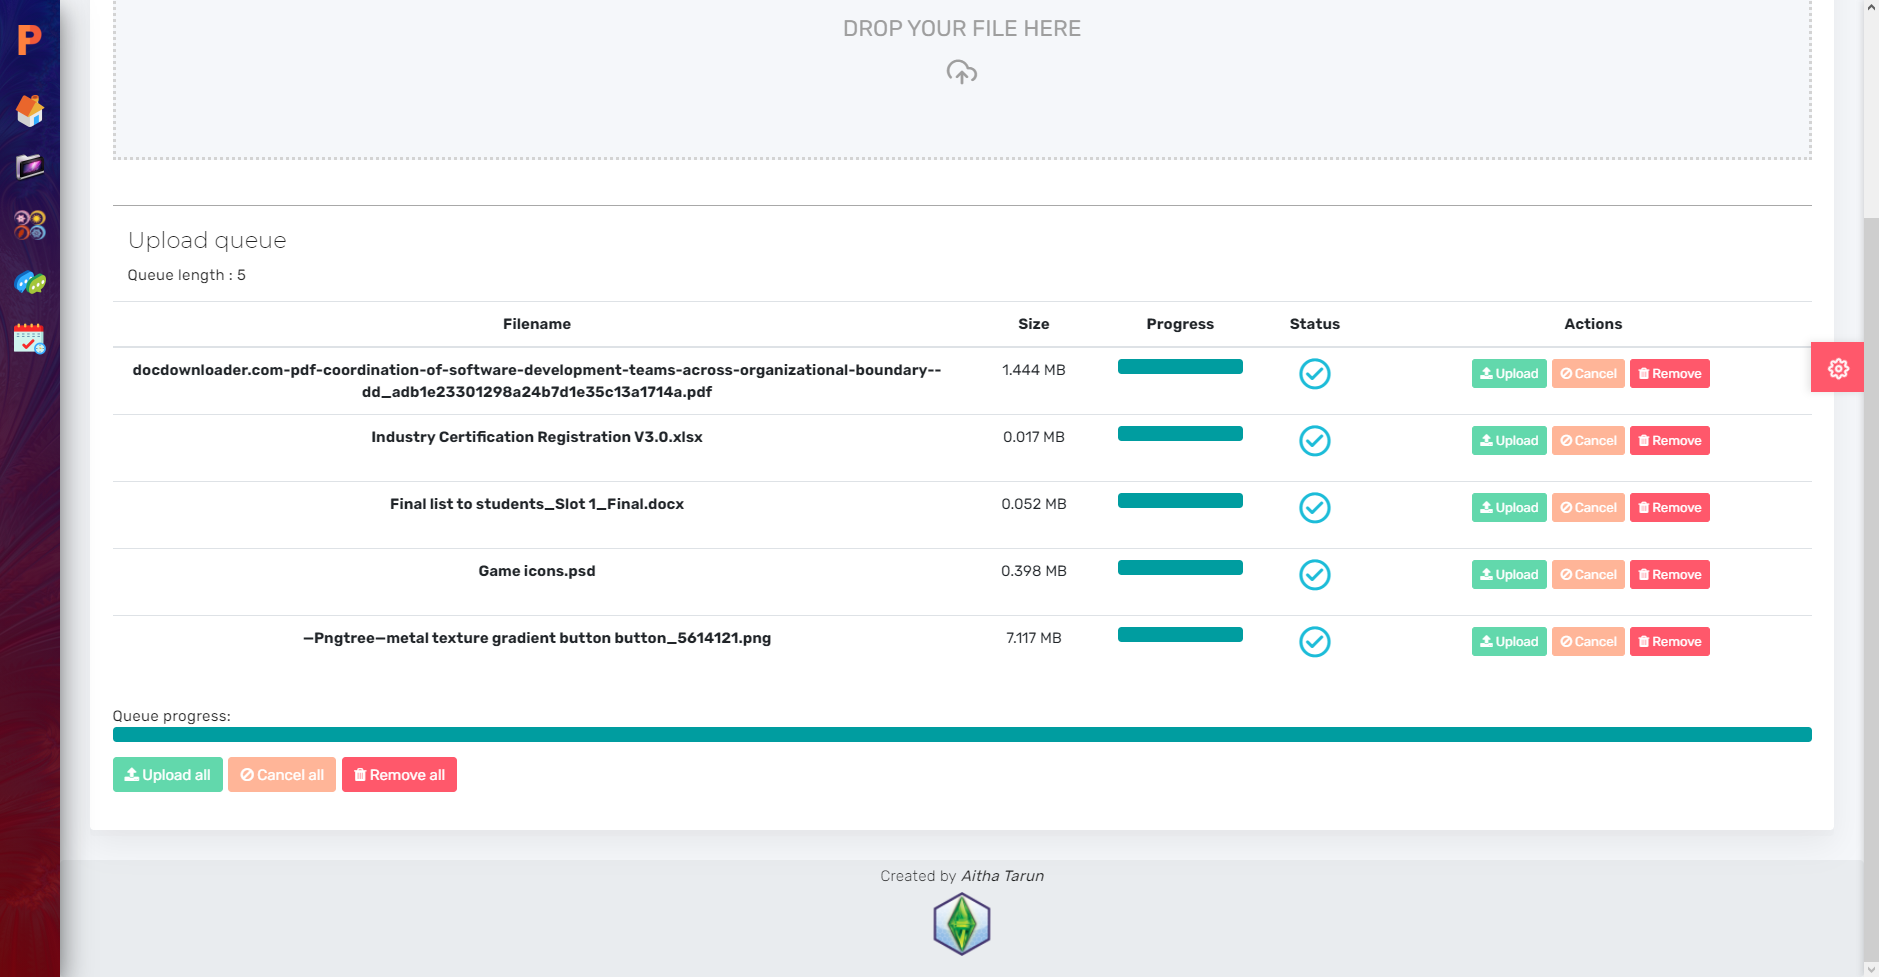 P
DROP YOUR FILE HERE
Upload queue
Queue length : 5
Filename Size Progress Status Actions
docdownloader.com-pdf-coordination-of-software-development-teams-across-organizational-boundary--
dd_adb1e23301298a24b7d1e35c13a1714a.pdf
1.444 MB Upload Cancel Remove
Industry Certification Registration V3.0.xlsx 0.017 MB Upload Cancel Remove
Final list to students_Slot 1_Final.docx 0.052 MB Upload Cancel Remove
Game icons.psd 0.398 MB Upload Cancel Remove
—Pngtree—metal texture gradient button button_5614121.png 7.117 MB Upload Cancel Remove
Queue progress:
Upload all Cancel all Remove all
Created by Aitha Tarun